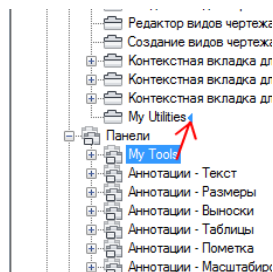 Редактор видов чертежа
Создание видов чертежа
Контекстная вкладка дл
Контекстная вкладка дл
Контекстная вкладка дл
My Utilities
Панели
My Tools
Аннотации - Текст
Аннотации - Размеры
Аннотации - Выноски
Аннотации - Таблицы
Аннотации - Пометка
Аннотации - Масштабиро